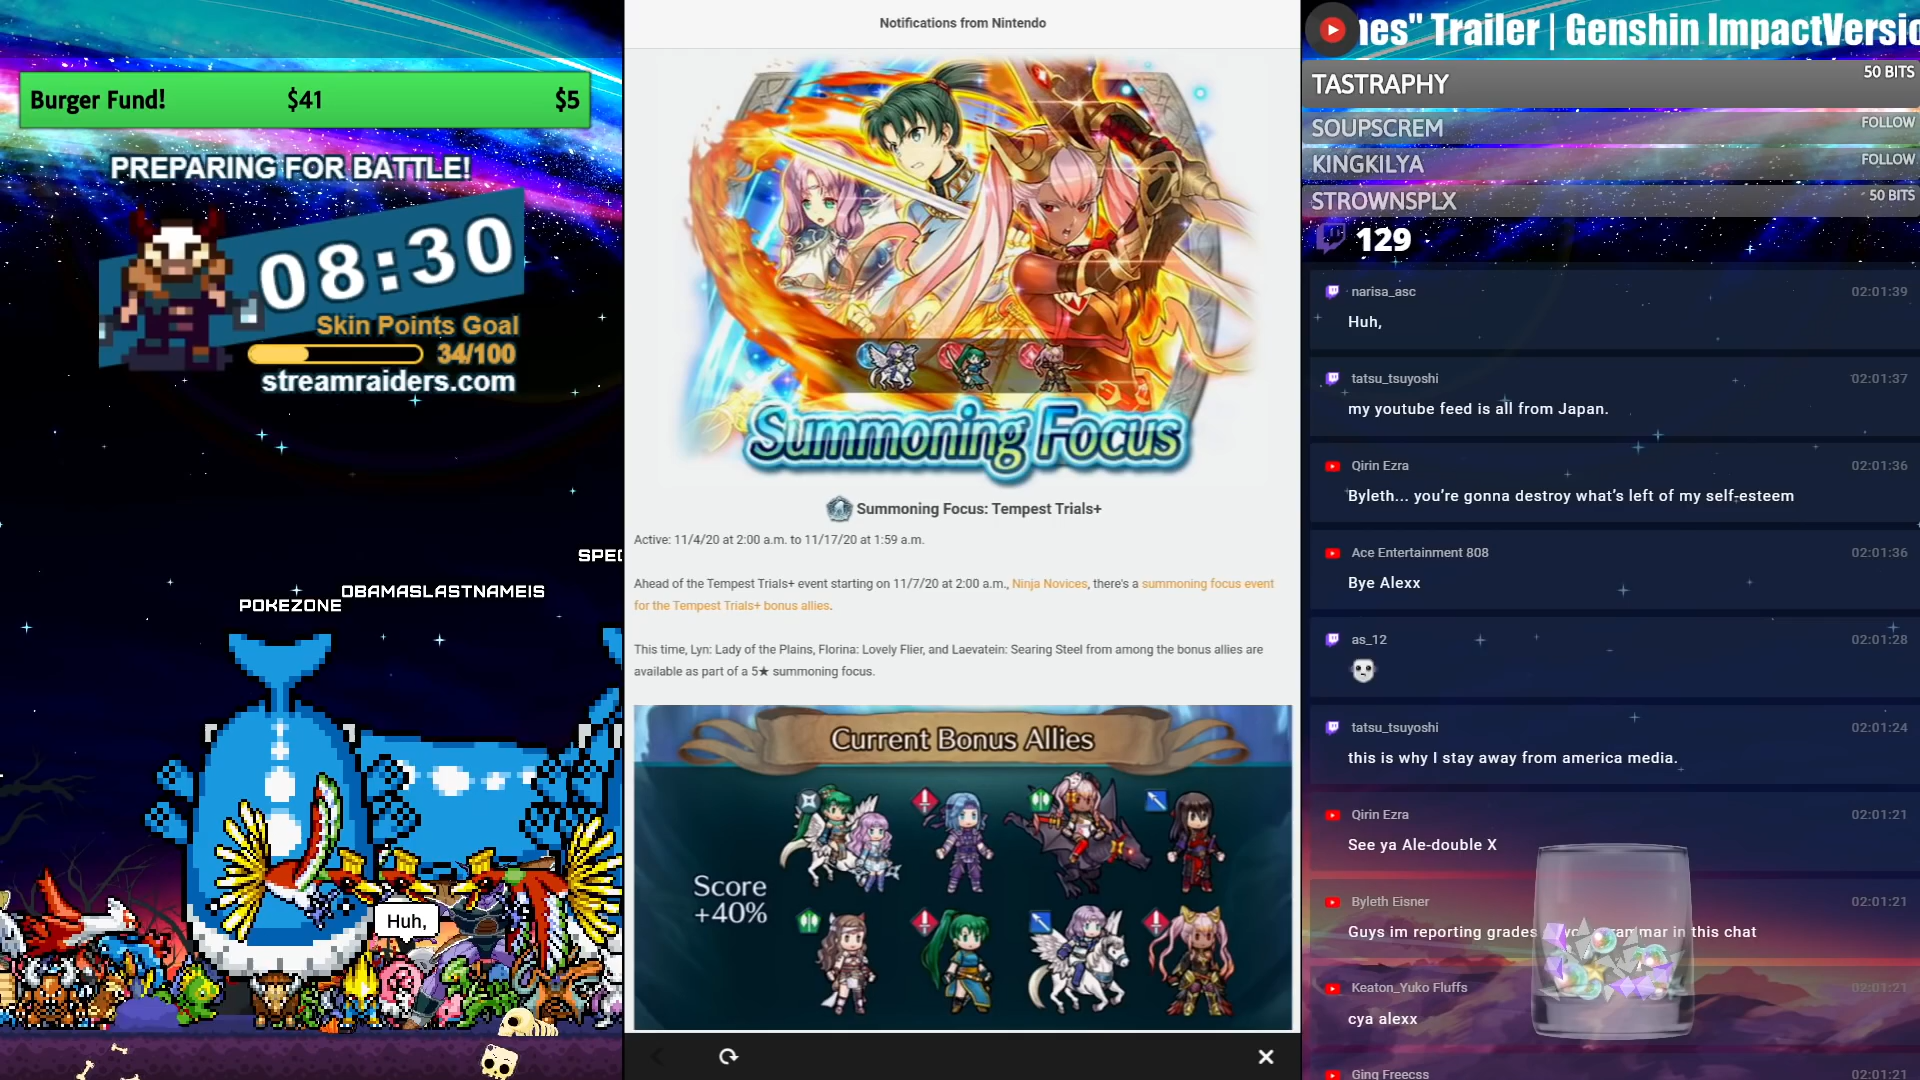 Burger Fund! $41 $5
PREPARING FOR BATTLE!
08:30
Skin Points Goal
34/100
streamraiders.com
SPEC
OBAMASLASTNAMEIS
POKEZONE
Huh,
Notifications from Nintendo
Summoning Focus
Summoning Focus: Tempest Trials+
Active: 11/4/20 at 2:00 a.m. to 11/17/20 at 1:59 a.m.
Ahead of the Tempest Trials+ event starting on 11/7/20 at 2:00 a.m., Ninja Novices, there's a summoning focus event
for the Tempest Trials+ bonus allies.
This time, Lyn: Lady of the Plains, Florina: Lovely Flier, and Laevatein: Searing Steel from among the bonus allies are
available as part of a 5★ summoning focus.
Current Bonus Allies
Score
+40%
nes" Trailer | Genshin ImpactVersio
TASTRAPHY 50 BITS
SOUPSCREM FOLLOW
KINGKILYA FOLLOW
STROWNSPLX 50 BITS
129
narisa_asc 02:01:39
Huh,
tatsu_tsuyoshi 02:01:37
my youtube feed is all from Japan.
Qirin Ezra 02:01:36
Byleth... you're gonna destroy what's left of my self-esteem
Ace Entertainment 808 02:01:36
Bye Alexx
as_12 02:01:28
tatsu_tsuyoshi 02:01:24
this is why I stay away from america media.
Qirin Ezra 02:01:21
See ya Ale-double X
Byleth Eisner 02:01:21
Guys im reporting grades in this chat
Keaton_Yuko Fluffs 02:01:21
cya alexx
Ging Freecss 02:01:21